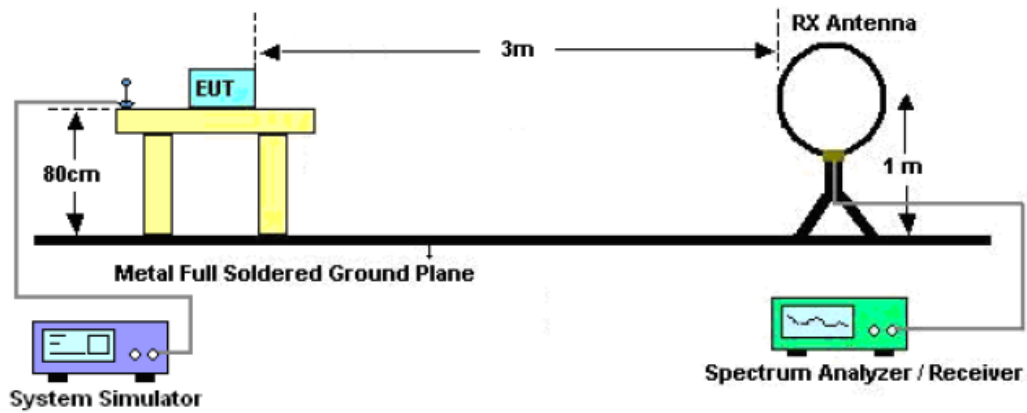 RX Antenna
3m
EUT
80cm
1 m
Metal Full Soldered Ground Plane
System Simulator
Spectrum Analyzer / Receiver